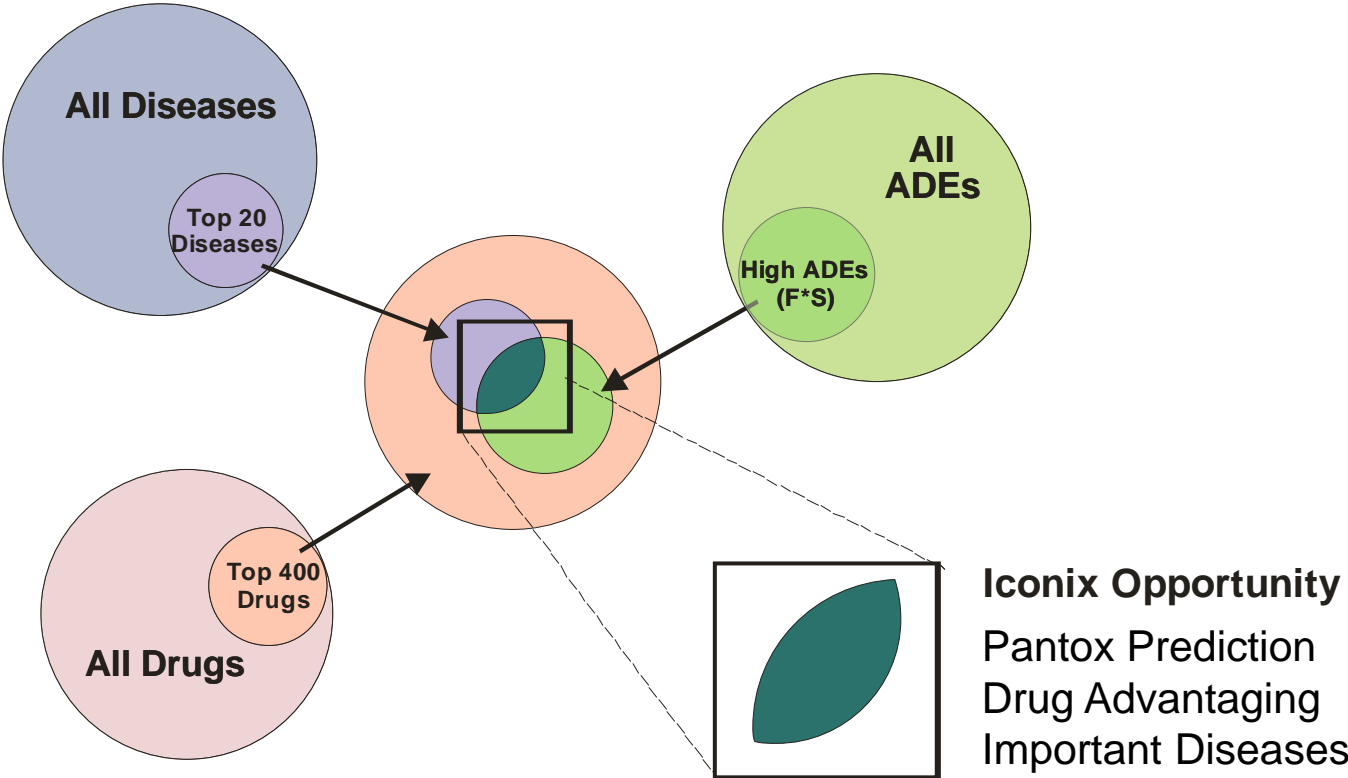 All Diseases
Top 20
Diseases
All
ADEs
High ADEs
(F*S)
Top 400
Drugs
All Drugs
Iconix Opportunity
Pantox Prediction
Drug Advantaging
Important Diseases